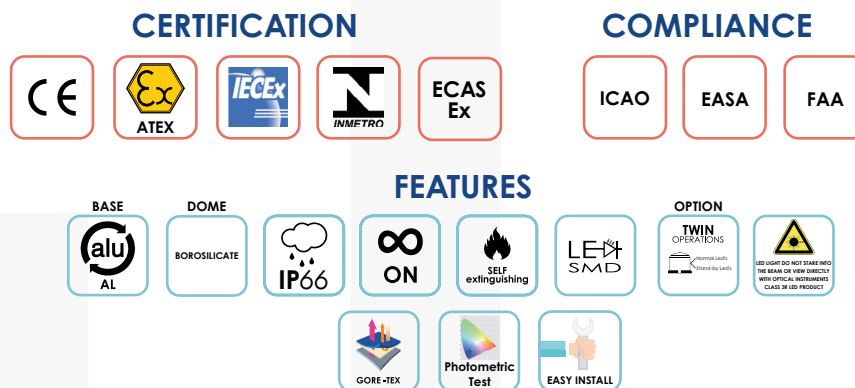 CERTIFICATION
COMPLIANCE
CE
Ex
ATEX
IECEx
N
INMETRO
ECAS
Ex
ICAO
EASA
FAA
FEATURES
BASE
DOME
OPTION
alu
AL
BOROSILICATE
IP66
∞
ON
SELF
extinguishing
LED
SMD
TWIN
OPERATIONS
Normal Led's
Stand-by Led's
LED LIGHT DO NOT STARE INTO
THE BEAM OR VIEW DIRECTLY
WITH OPTICAL INSTRUMENTS
CLASS 3R LED PRODUCT
GORE-TEX
Photometric
Test
EASY INSTALL